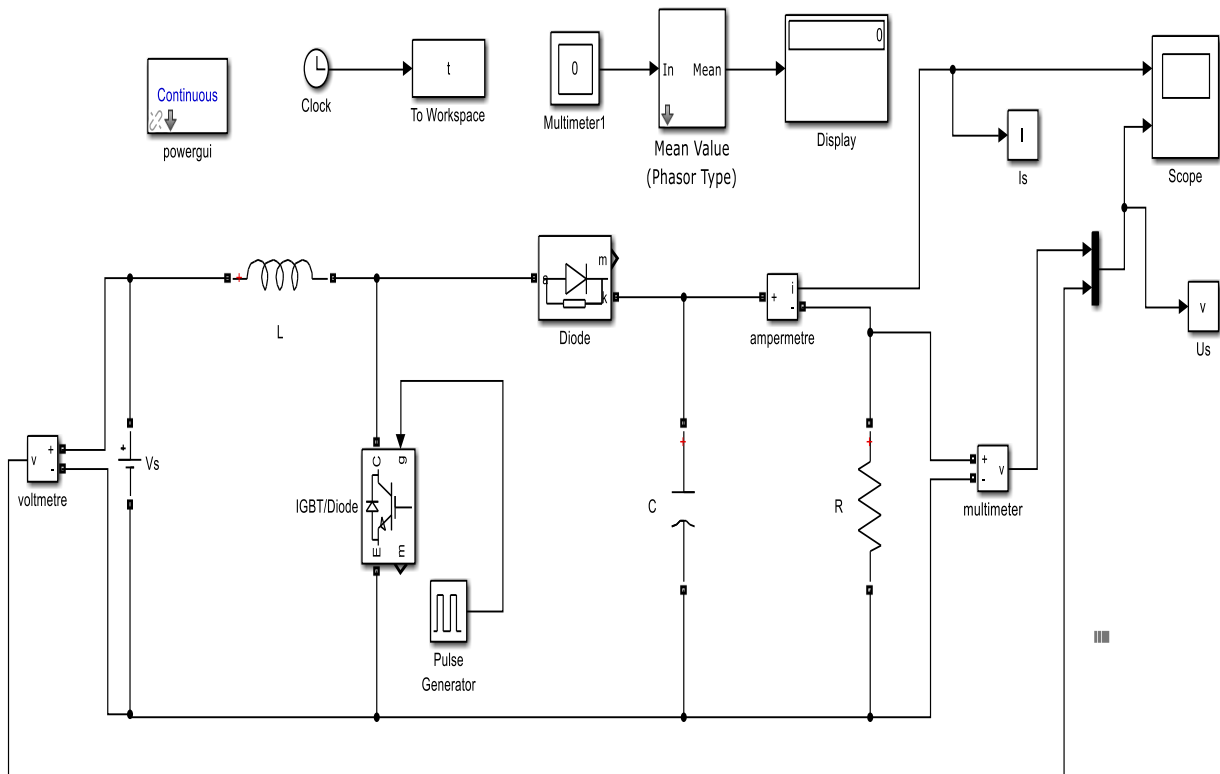 Continuous
powergui
Clock
t
To Workspace
0
Multimeter1
In Mean
Mean Value
(Phasor Type)
0
Display
I
Is
Scope
+
L
a
m
k
Diode
+
i
-
ampermetre
v
Us
v
+
-
voltmetre
+
Vs
C
g
E
m
IGBT/Diode
+
C
+
R
+
-
v
multimeter
Pulse
Generator